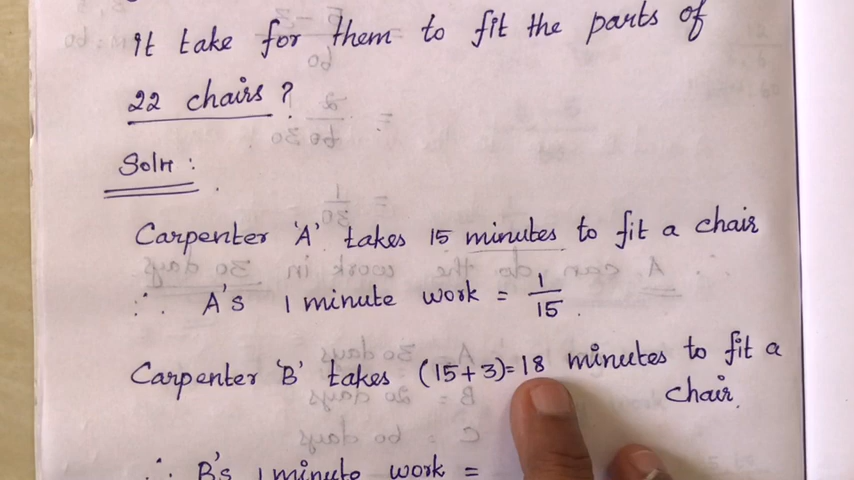 it take for them to fit the parts of
22 chairs ?
Soln :
Carpenter 'A' takes 15 minutes to fit a chair
∴ A's 1 minute work = 1/15.
Carpenter 'B' takes (15+3)=18 minutes to fit a
chair.
∴ B's 1 minute work =